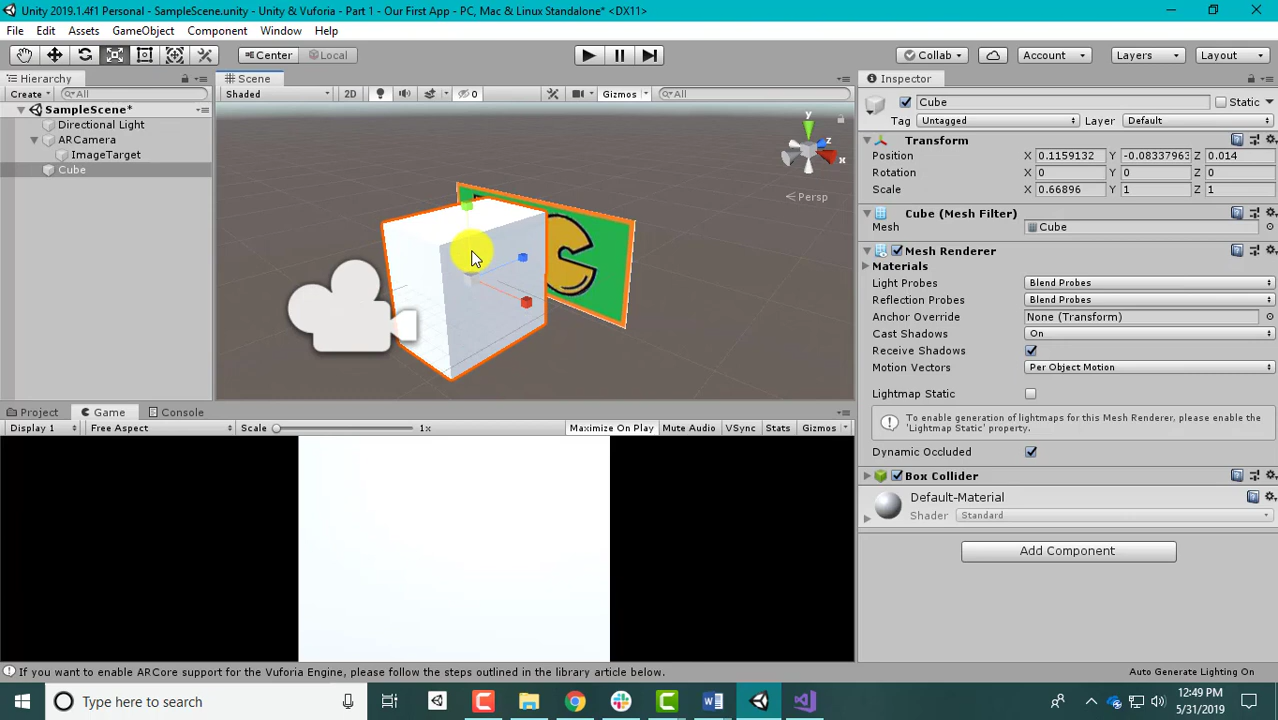 Unity 2019.1.4f1 Personal - SampleScene.unity - Unity & Vuforia - Part 1 - Our First App - PC, Mac & Linux Standalone* <DX11>
File Edit Assets GameObject Component Window Help
Center Local Collab Account Layers Layout
Hierarchy Scene Inspector
Create All Shaded 2D 0 Gizmos All
SampleScene*
Directional Light
ARCamera
ImageTarget
Cube
y
z
x
Persp
Cube Static
Tag Untagged Layer Default
Transform
Position X 0.1159132 Y -0.08337963 Z 0.014
Rotation X 0 Y 0 Z 0
Scale X 0.66896 Y 1 Z 1
Cube (Mesh Filter)
Mesh Cube
Mesh Renderer
Materials
Light Probes Blend Probes
Reflection Probes Blend Probes
Anchor Override None (Transform)
Cast Shadows On
Receive Shadows
Motion Vectors Per Object Motion
Lightmap Static
To enable generation of lightmaps for this Mesh Renderer, please enable the
'Lightmap Static' property.
Dynamic Occluded
Box Collider
Default-Material
Shader Standard
Add Component
Project Game Console
Display 1 Free Aspect Scale 1x Maximize On Play Mute Audio VSync Stats Gizmos
If you want to enable ARCore support for the Vuforia Engine, please follow the steps outlined in the library article below.
Auto Generate Lighting On
Type here to search
12:49 PM
5/31/2019